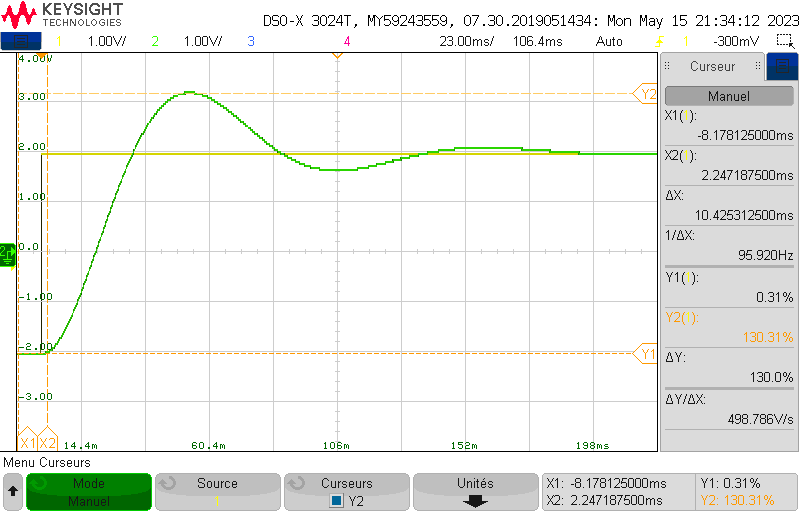 KEYSIGHT
TECHNOLOGIES
DSO-X 3024T, MY59243559, 07.30.2019051434: Mon May 15 21:34:12 2023
1 1.00V/ 2 1.00V/ 3 4 23.00ms/ 106.4ms Auto 1 -300mV
4.00V
3.00
2.00
1.00
0.0
-1.00
-2.00
-3.00
2
Y2
Y1
X1 X2
14.4m 60.4m 106m 152m 198ms
Curseur
Manuel
X1(1):
-8.178125000ms
X2(1):
2.247187500ms
ΔX:
10.425312500ms
1/ΔX:
95.920Hz
Y1(1):
0.31%
Y2(1):
130.31%
ΔY:
130.0%
ΔY/ΔX:
498.786V/s
Menu Curseurs
Mode
Manuel
Source
1
Curseurs
Y2
Unités
X1: -8.178125000ms
X2: 2.247187500ms
Y1: 0.31%
Y2: 130.31%